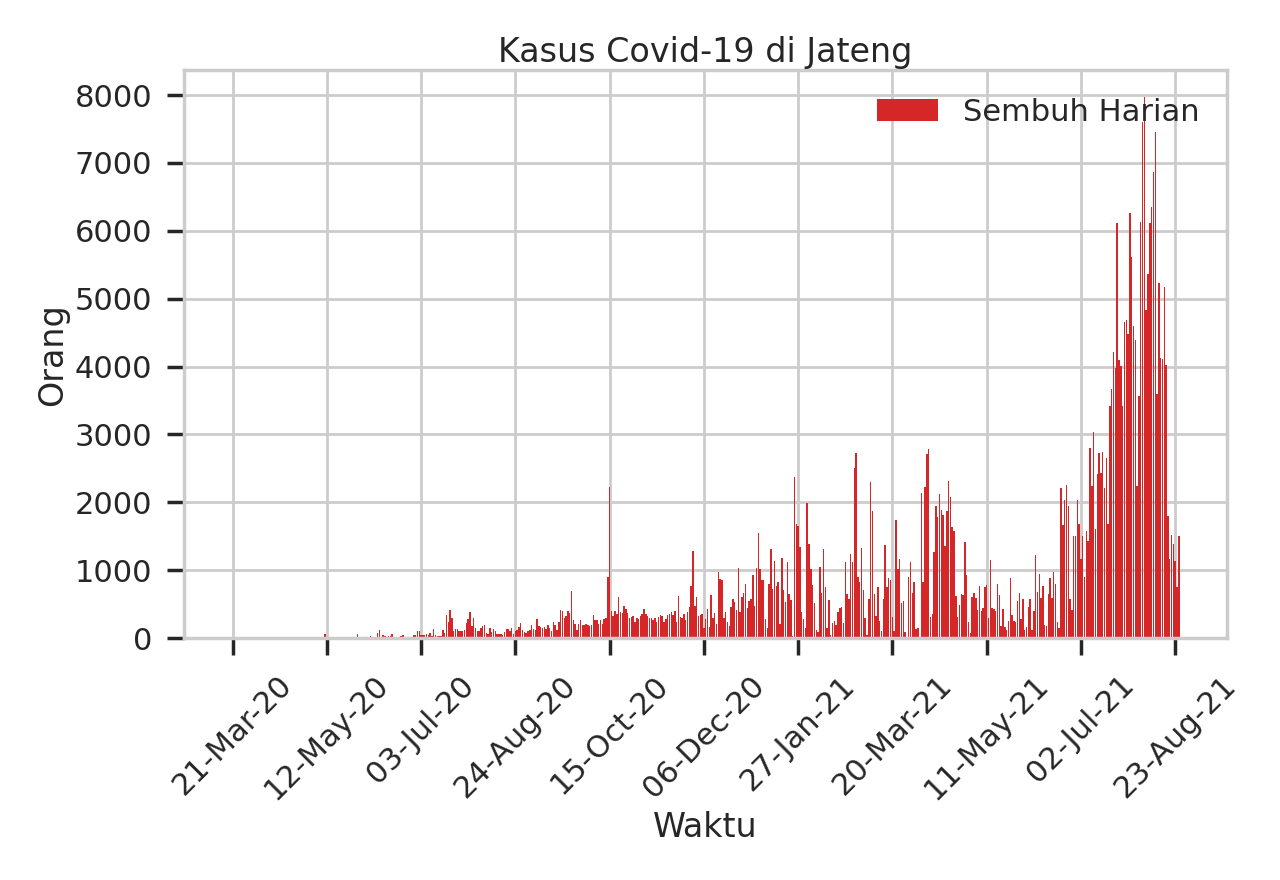 Kasus Covid-19 di Jateng
Sembuh Harian
Orang
8000
7000
6000
5000
4000
3000
2000
1000
0
21-Mar-20
12-May-20
03-Jul-20
24-Aug-20
15-Oct-20
06-Dec-20
27-Jan-21
20-Mar-21
11-May-21
02-Jul-21
23-Aug-21
Waktu